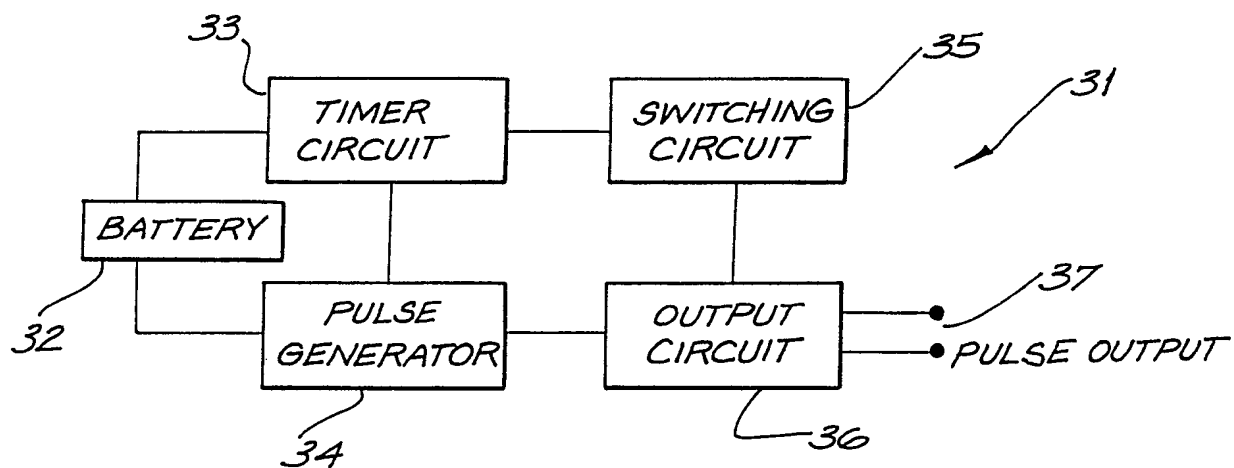 33
35
31
TIMER
CIRCUIT
SWITCHING
CIRCUIT
BATTERY
32
PULSE
GENERATOR
OUTPUT
CIRCUIT
37
PULSE OUTPUT
34
36